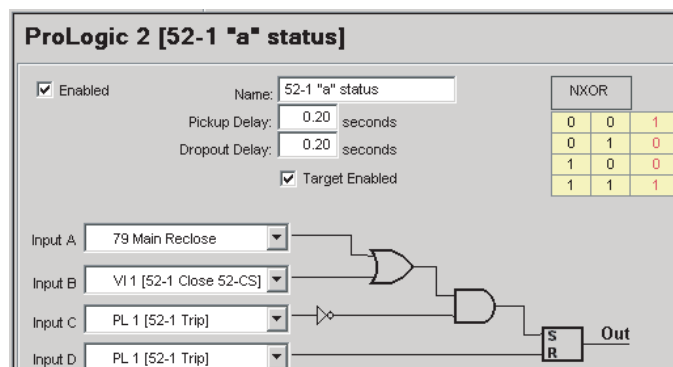 ProLogic 2 [52-1 "a" status]
Enabled
Name: 52-1 "a" status
Pickup Delay: 0.20 seconds
Dropout Delay: 0.20 seconds
Target Enabled
NXOR
0 0 1
0 1 0
1 0 0
1 1 1
Input A 79 Main Reclose
Input B VI 1 [52-1 Close 52-CS]
Input C PL 1 [52-1 Trip]
Input D PL 1 [52-1 Trip]
S
R
Out